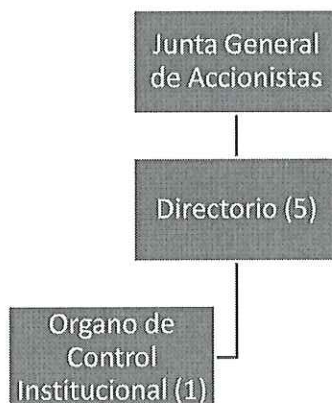 Junta General
de Accionistas
Directorio (5)
Organo de
Control
Institucional (1)